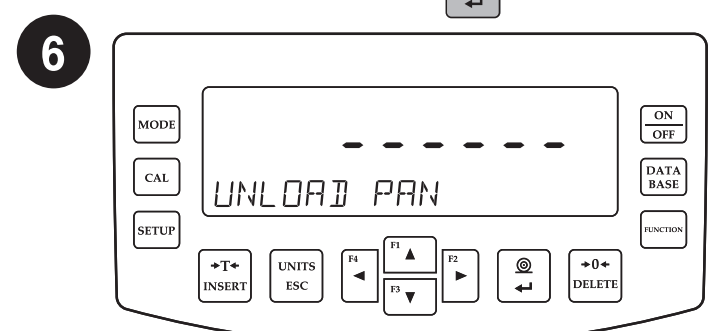 6
MODE
CAL
SETUP
- - - - - -
UNLOAD PAN
ON
OFF
DATA
BASE
FUNCTION
→T←
INSERT
UNITS
ESC
F4 ◄
F1 ▲
F3 ▼
F2 ►
↵
→0←
DELETE